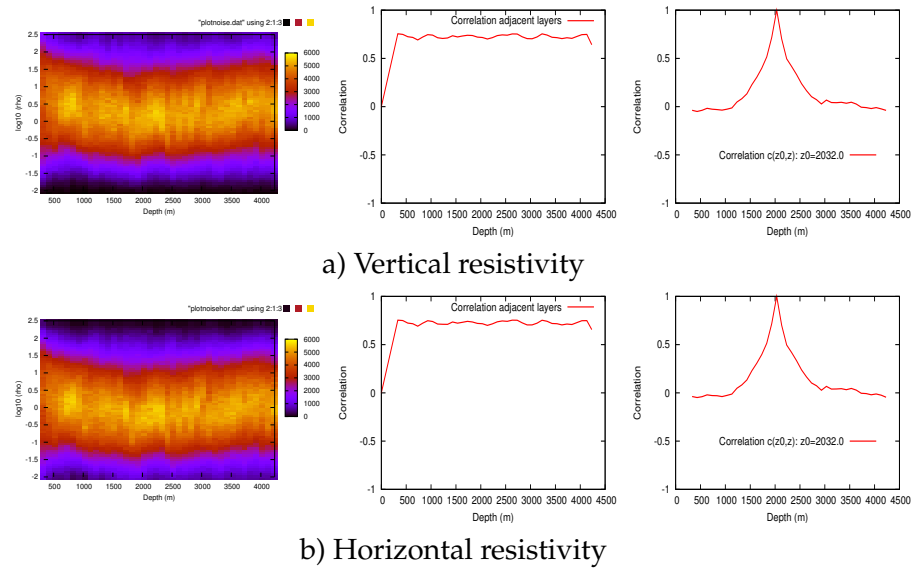 "plotnoise.dat" using 2:1:3
2.5
2
1.5
1
0.5
0
-0.5
-1
-1.5
-2
log10 (rho)
500 1000 1500 2000 2500 3000 3500 4000
Depth (m)
6000
5000
4000
3000
2000
1000
0
Correlation adjacent layers
1
0.5
0
0.5
-1
Correlation
0 500 1000 1500 2000 2500 3000 3500 4000 4500
Depth (m)
1
0.5
0
0.5
-1
Correlation
Correlation c(z0,z): z0=2032.0
0 500 1000 1500 2000 2500 3000 3500 4000 4500
Depth (m)
a) Vertical resistivity
"plotnoisehor.dat" using 2:1:3
2.5
2
1.5
1
0.5
0
-0.5
-1
-1.5
-2
log10 (rho)
500 1000 1500 2000 2500 3000 3500 4000
Depth (m)
6000
5000
4000
3000
2000
1000
0
Correlation adjacent layers
1
0.5
0
0.5
-1
Correlation
0 500 1000 1500 2000 2500 3000 3500 4000 4500
Depth (m)
1
0.5
0
0.5
-1
Correlation
Correlation c(z0,z): z0=2032.0
0 500 1000 1500 2000 2500 3000 3500 4000 4500
Depth (m)
b) Horizontal resistivity